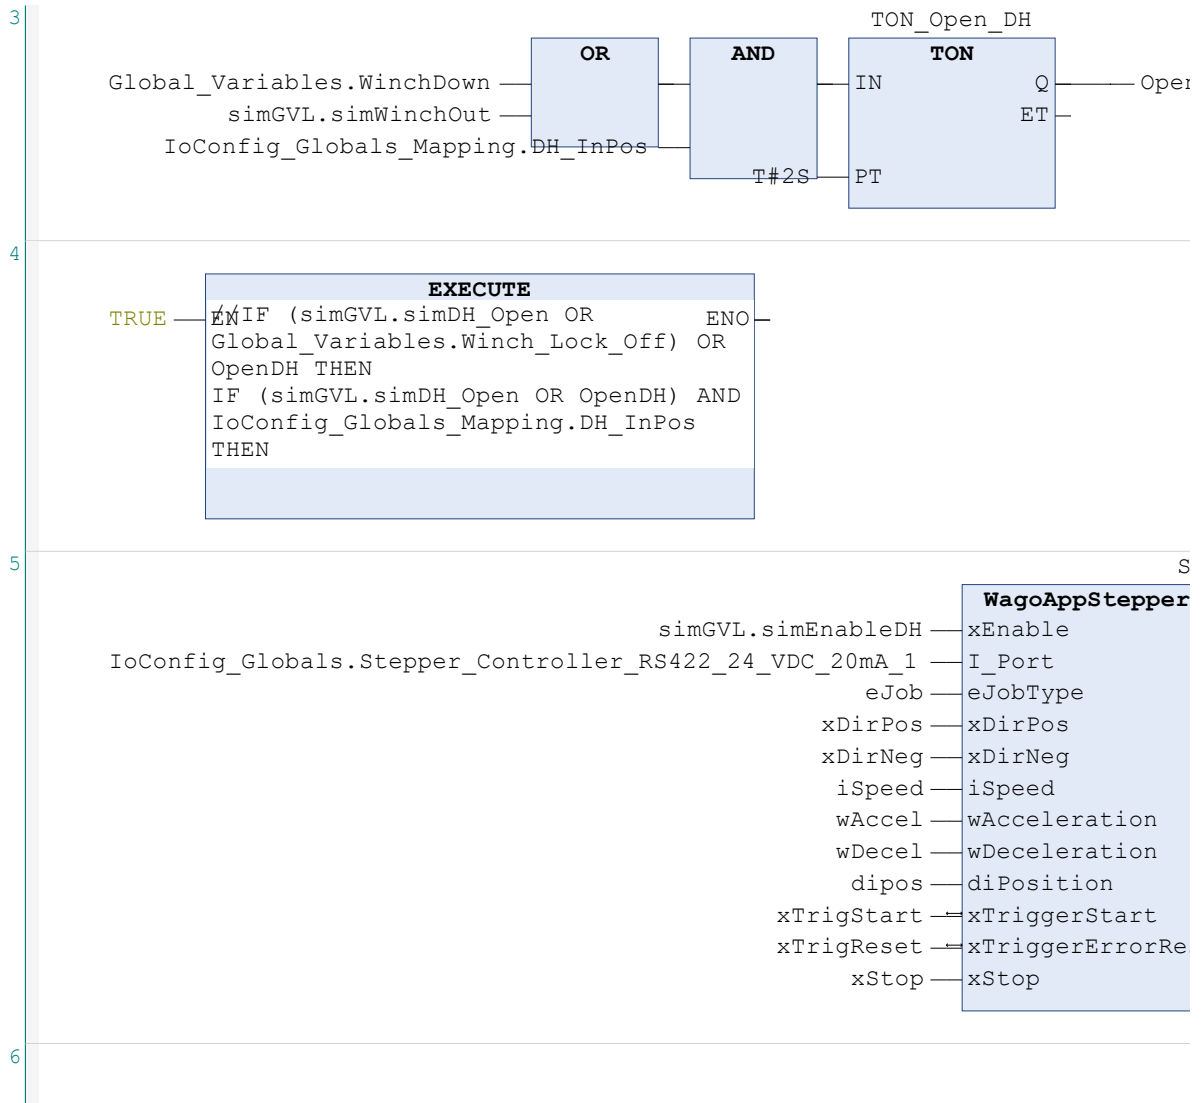 3
TON_Open_DH
OR AND TON
Global_Variables.WinchDown IN Q Open
simGVL.simWinchOut ET
IoConfig_Globals_Mapping.DH_InPos
T#2S PT
4
EXECUTE
TRUE EN //IF (simGVL.simDH_Open OR ENO
Global_Variables.Winch_Lock_Off) OR
OpenDH THEN
IF (simGVL.simDH_Open OR OpenDH) AND
IoConfig_Globals_Mapping.DH_InPos
THEN
5
S
WagoAppStepper
simGVL.simEnableDH xEnable
IoConfig_Globals.Stepper_Controller_RS422_24_VDC_20mA_1 I_Port
eJob eJobType
xDirPos xDirPos
xDirNeg xDirNeg
iSpeed iSpeed
wAccel wAcceleration
wDecel wDeceleration
dipos diPosition
xTrigStart xTriggerStart
xTrigReset xTriggerErrorRe
xStop xStop
6